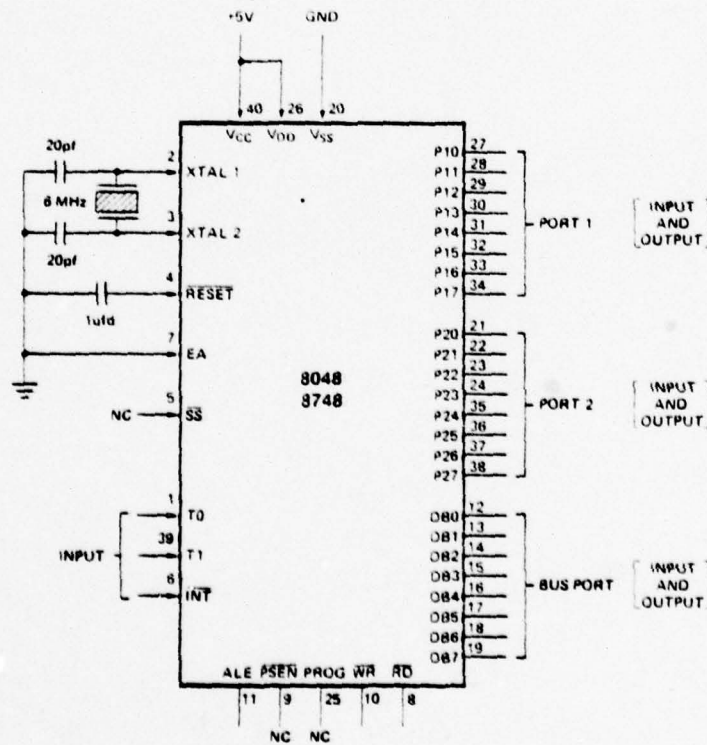 +5V GND
40 26 20
VCC VDD VSS
20pf
2 XTAL 1
6 MHz
3 XTAL 2
20pf
4 RESET
1ufd
7 EA
8048
8748
5
NC SS
1 T0
39
INPUT T1
6 INT
P10 27
P11 28
P12 29
P13 30
P14 31
P15 32
P16 33
P17 34
PORT 1
INPUT
AND
OUTPUT
P20 21
P21 22
P22 23
P23 24
P24 35
P25 36
P26 37
P27 38
PORT 2
INPUT
AND
OUTPUT
DB0 12
DB1 13
DB2 14
DB3 15
DB4 16
DB5 17
DB6 18
DB7 19
BUS PORT
INPUT
AND
OUTPUT
ALE PSEN PROG WR RD
11 9 25 10 8
NC NC